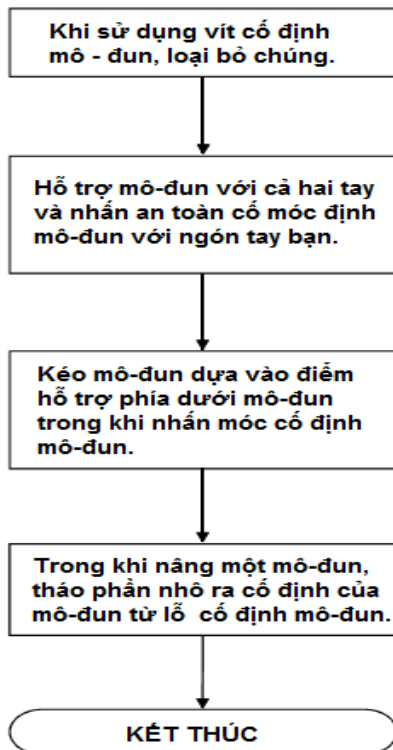 Khi sử dụng vít cố định
mô - đun, loại bỏ chúng.
Hỗ trợ mô-đun với cả hai tay
và nhấn an toàn cố móc định
mô-đun với ngón tay bạn.
Kéo mô-đun dựa vào điểm
hỗ trợ phía dưới mô-đun
trong khi nhấn móc cố định
mô-đun.
Trong khi nâng một mô-đun,
tháo phần nhô ra cố định của
mô-đun từ lỗ cố định mô-đun.
KẾT THÚC